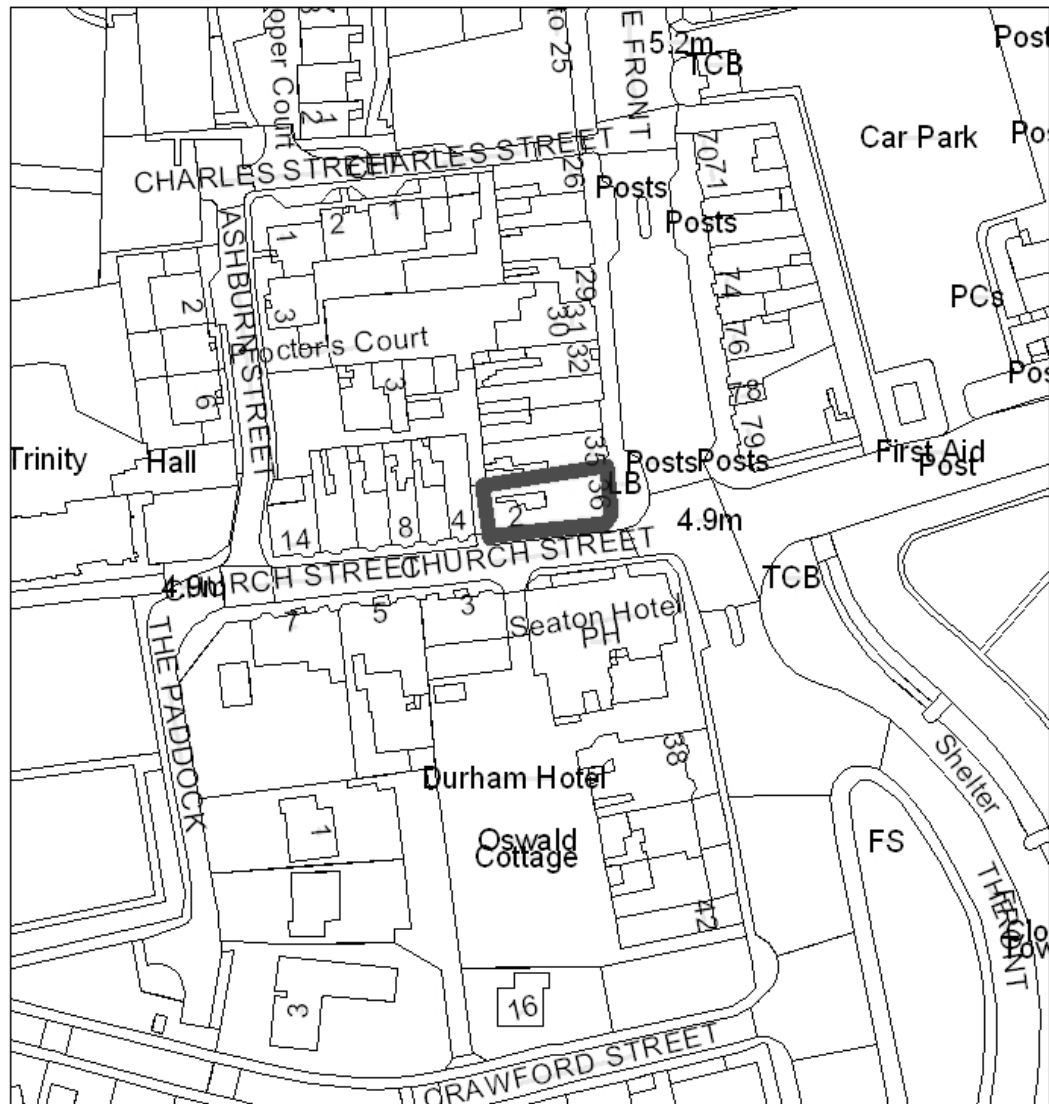 5.2m
TCB
Post
Car Park
CHARLES STREET
CHARLES STREET
26
Posts
Posts
70
71
1
2
1
2
ASHBURN STREET
1
2
3
29
30
31
32
74
PCs
76
Proctor's Court
3
78
79
6
Trinity
Hall
First Aid
Post
35
36
Posts
Posts
LB
4.9m
14
8
4
2
CHURCH STREET
CHURCH STREET
4.9m
TCB
7
5
3
Seaton Hotel
PH
THE PADDOCK
38
Shelter
Durham Hotel
1
Oswald
Cottage
FS
42
THE FRONT
3
16
CRAWFORD STREET